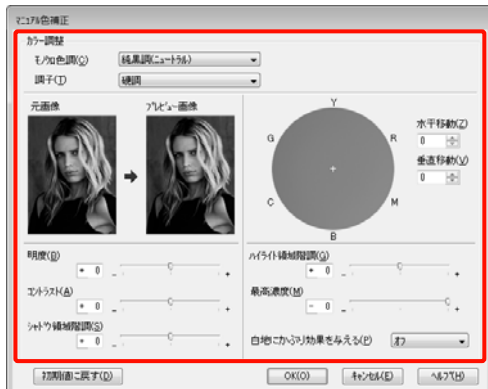 マニュアル色補正
カラー調整
モノクロ色調(C) 純黒調(ニュートラル)
調子(T) 硬調
元画像 プレビュー画像
Y
G R
C M
B
水平移動(Z)
0
垂直移動(V)
0
明度(B)
+ 0 - +
コントラスト(A)
+ 0 - +
シャドウ領域階調(S)
+ 0 - +
ハイライト領域階調(G)
+ 0 - +
最高濃度(M)
- 0 - +
白地にかぶり効果を与える(P) オフ
初期値に戻す(D) OK(O) キャンセル(E) ヘルプ(H)